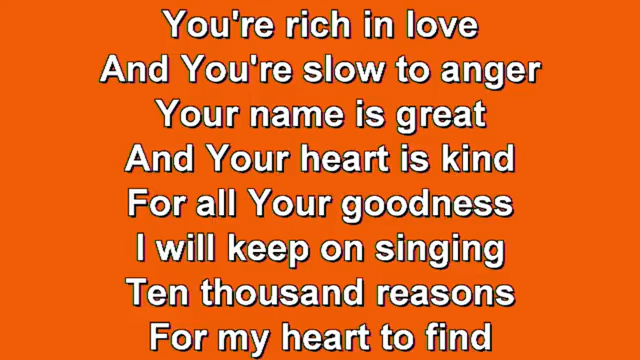 You're rich in love
And You're slow to anger
Your name is great
And Your heart is kind
For all Your goodness
I will keep on singing
Ten thousand reasons
For my heart to find